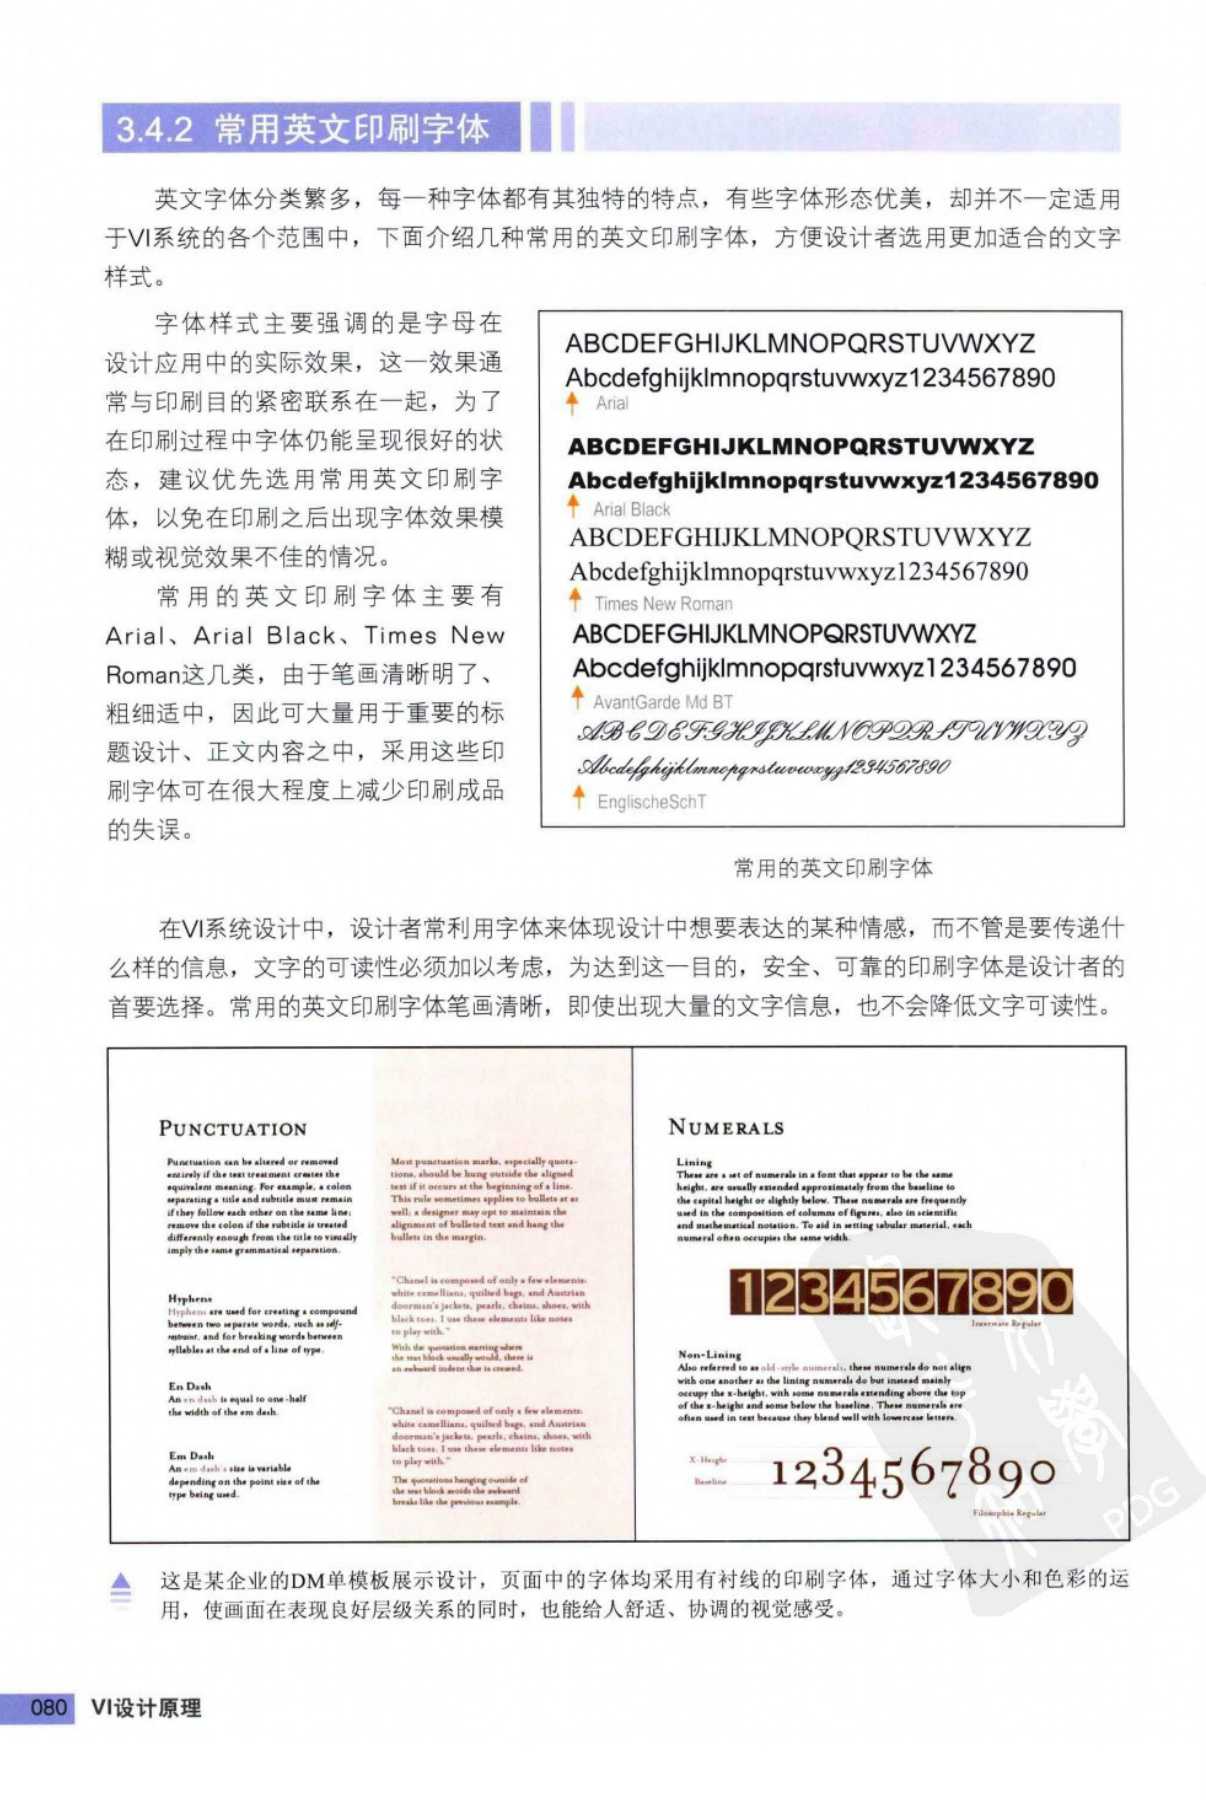 3.4.2 常用英文印刷字体
英文字体分类繁多，每一种字体都有其独特的特点，有些字体形态优美，却并不一定适用
于VI系统的各个范围中，下面介绍几种常用的英文印刷字体，方便设计者选用更加适合的文字
样式。
字体样式主要强调的是字母在
设计应用中的实际效果，这一效果通
常与印刷目的紧密联系在一起，为了
在印刷过程中字体仍能呈现很好的状
态，建议优先选用常用英文印刷字
体，以免在印刷之后出现字体效果模
糊或视觉效果不佳的情况。
常用的英文印刷字体主要有
Arial、Arial Black、Times New
Roman这几类，由于笔画清晰明了、
粗细适中，因此可大量用于重要的标
题设计、正文内容之中，采用这些印
刷字体可在很大程度上减少印刷成品
的失误。
ABCDEFGHIJKLMNOPQRSTUVWXYZ
Abcdefghijklmnopqrstuvwxyz1234567890
Arial
ABCDEFGHIJKLMNOPQRSTUVWXYZ
Abcdefghijklmnopqrstuvwxyz1234567890
Arial Black
ABCDEFGHIJKLMNOPQRSTUVWXYZ
Abcdefghijklmnopqrstuvwxyz1234567890
Times New Roman
ABCDEFGHIJKLMNOPQRSTUVWXYZ
Abcdefghijklmnopqrstuvwxyz1234567890
AvantGarde Md BT
ABCDEFGHIJKLMNOPQRSTUVWXYZ
Abcdefghijklmnopqrstuvwxyz1234567890
EnglischeSchT
常用的英文印刷字体
在VI系统设计中，设计者常利用字体来体现设计中想要表达的某种情感，而不管是要传递什
么样的信息，文字的可读性必须加以考虑，为达到这一目的，安全、可靠的印刷字体是设计者的
首要选择。常用的英文印刷字体笔画清晰，即使出现大量的文字信息，也不会降低文字可读性。
PUNCTUATION
Punctuation can be altered or removed
entirely if the text treatment creates the
equivalent meaning. For example, a colon
separating a title and subtitle must remain
if they follow each other on the same line;
remove the colon if the subtitle is treated
differently enough from the title to visually
imply the same grammatical separation.
Hyphens
Hyphens are used for creating a compound
between two separate words, such as self-
restraint, and for breaking words between
syllables at the end of a line of type.
En Dash
An en dash is equal to one-half
the width of the em dash.
Em Dash
An em dash's size is variable
depending on the point size of the
type being used.
Most punctuation marks, especially quota-
tions, should be hung outside the aligned
text if it occurs at the beginning of a line.
This rule sometimes applies to bullets at as
well; a designer may opt to maintain the
alignment of bulleted text and hang the
bullets in the margin.
"Chanel is composed of only a few elements:
white camellians, quilted bags, and Austrian
doorman's jackets, pearls, chains, shoes, with
black toes. I use these elements like notes
to play with."
With the quotation starting where
the text block usually would, there is
an awkward indent that is created.
"Chanel is composed of only a few elements:
white camellians, quilted bags, and Austrian
doorman's jackets, pearls, chains, shoes, with
black toes. I use these elements like notes
to play with."
The quotations hanging outside of
the text block avoids the awkward
breaks like the previous example.
NUMERALS
Lining
These are a set of numerals in a font that appear to be the same
height, are usually extended approximately from the baseline to
the capital height or slightly below. These numerals are frequently
used in the composition of columns of figures, also in scientific
and mathematical notation. To aid in setting tabular material, each
numeral often occupies the same width.
1234567890
Interstate Regular
Non-Lining
Also referred to as old-style numerals, these numerals do not align
with one another as the lining numerals do but instead mainly
occupy the x-height, with some numerals extending above the top
of the x-height and some below the baseline. These numerals are
often used in text because they blend well with lowercase letters.
X-Height
Baseline
1234567890
Filosophia Regular
PDG
这是某企业的DM单模板展示设计，页面中的字体均采用有衬线的印刷字体，通过字体大小和色彩的运
用，使画面在表现良好层级关系的同时，也能给人舒适、协调的视觉感受。
080 VI设计原理